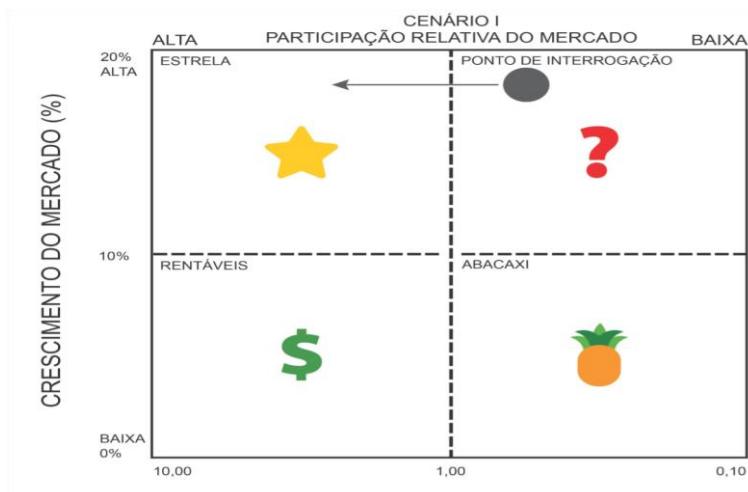 CENÁRIO I
PARTICIPAÇÃO RELATIVA DO MERCADO
ALTA
BAIXA
20%
ALTA
ESTRELA
PONTO DE INTERROGAÇÃO
?
CRESCIMENTO DO MERCADO (%)
10%
RENTÁVEIS
ABACAXI
$
BAIXA
0%
10,00
1,00
0,10